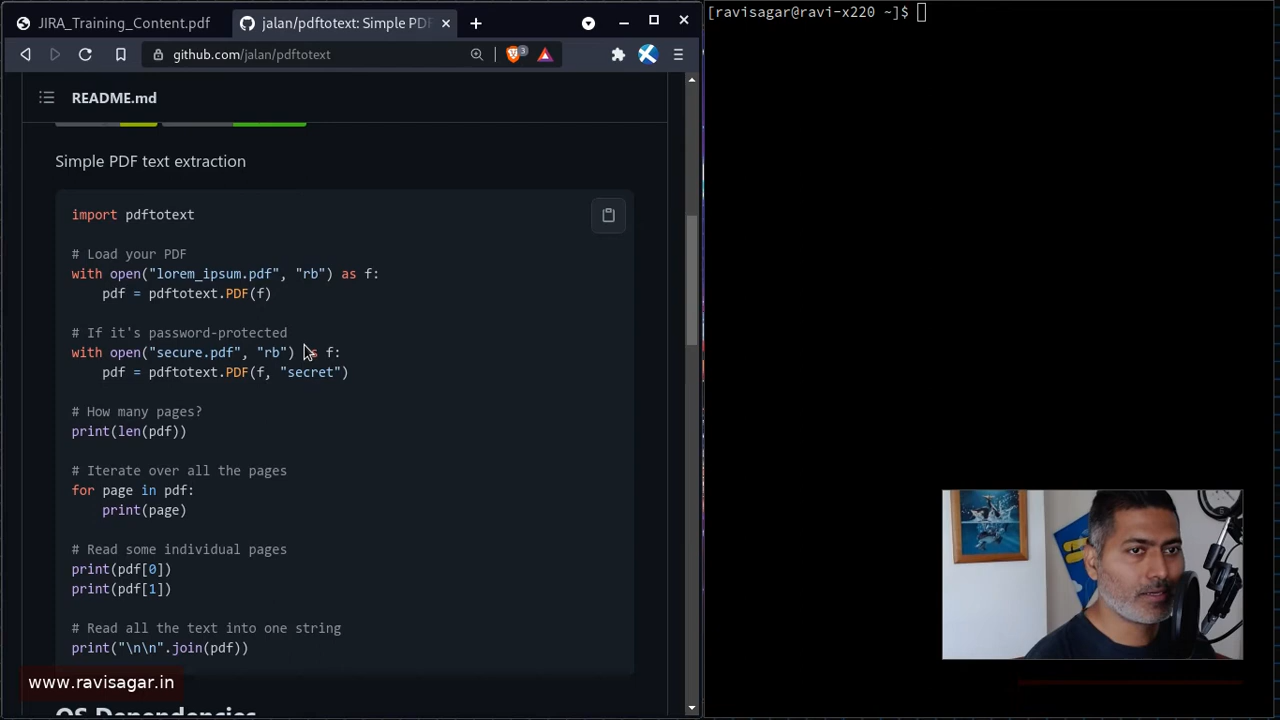 JIRA_Training_Content.pdf
jalan/pdftotext: Simple PDF
github.com/jalan/pdftotext
3
[ravisagar@ravi-x220 ~]$
README.md
Simple PDF text extraction
import pdftotext
# Load your PDF
with open("lorem_ipsum.pdf", "rb") as f:
    pdf = pdftotext.PDF(f)
# If it's password-protected
with open("secure.pdf", "rb") as f:
    pdf = pdftotext.PDF(f, "secret")
# How many pages?
print(len(pdf))
# Iterate over all the pages
for page in pdf:
    print(page)
# Read some individual pages
print(pdf[0])
print(pdf[1])
# Read all the text into one string
print("\n\n".join(pdf))
www.ravisagar.in
OS Dependencies